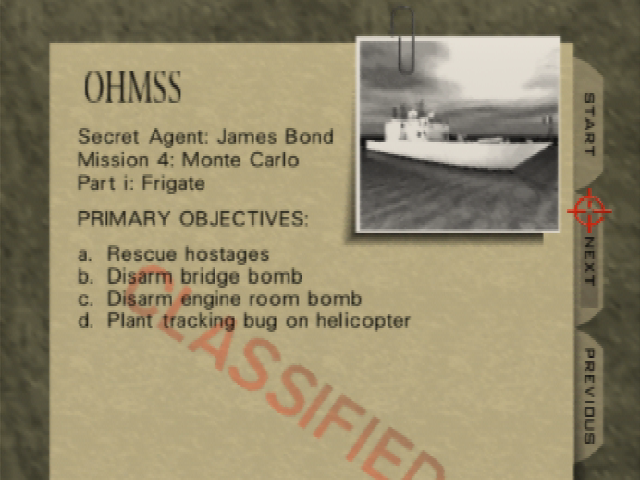 OHMSS
Secret Agent: James Bond
Mission 4: Monte Carlo
Part i: Frigate
PRIMARY OBJECTIVES:
a. Rescue hostages
b. Disarm bridge bomb
c. Disarm engine room bomb
d. Plant tracking bug on helicopter
CLASSIFIED
START
NEXT
PREVIOUS